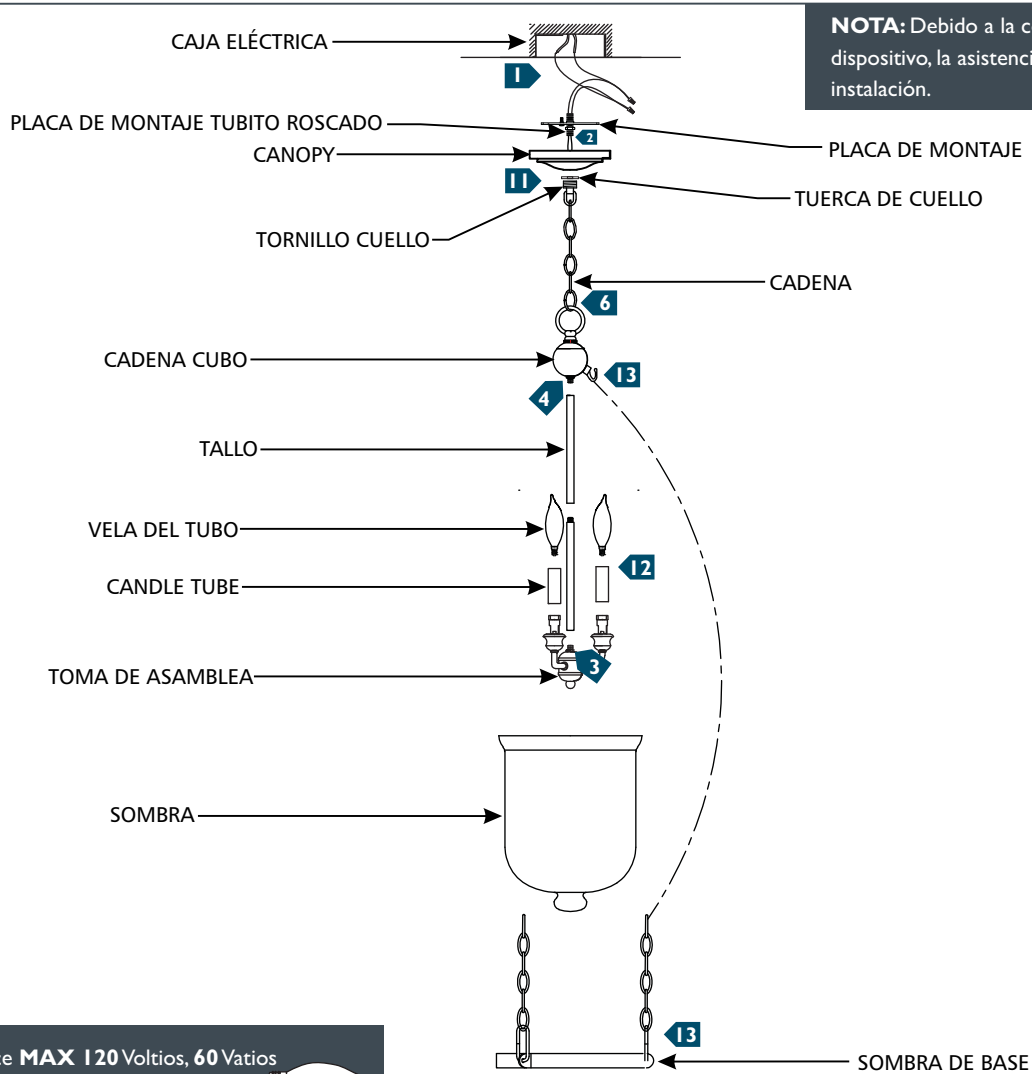 CAJA ELÉCTRICA
NOTA: Debido a la
dispositivo, la
instalación.
1
PLACA DE MONTAJE TUBITO ROSCADO
2
CANOPY
PLACA DE MONTAJE
11
TUERCA DE CUELLO
TORNILLO CUELLO
CADENA
6
CADENA CUBO
13
4
TALLO
VELA DEL TUBO
12
CANDLE TUBE
3
TOMA DE ASAMBLEA
SOMBRA
13
MAX 120 Voltios, 60 Vatios
SOMBRA DE BASE